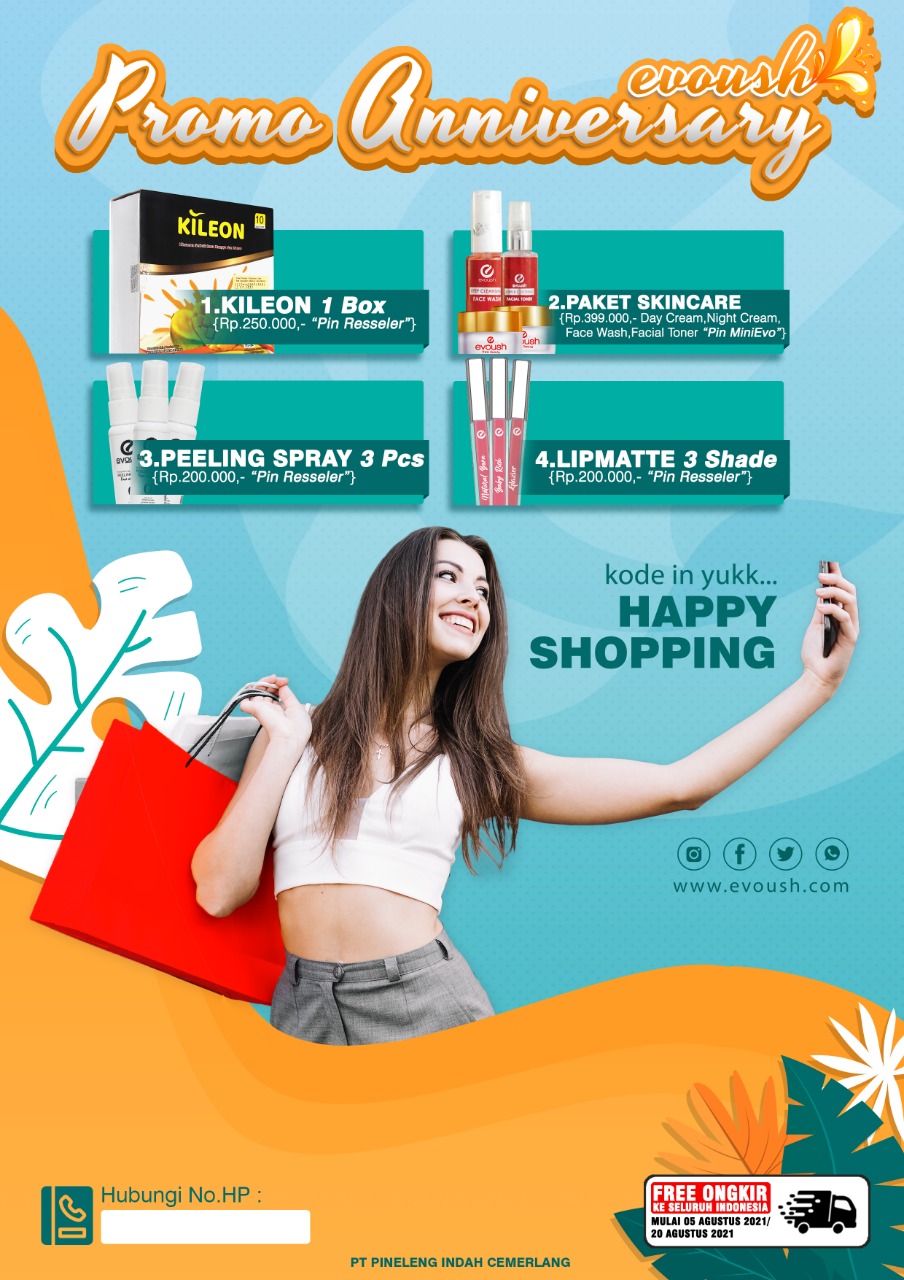 evoush
Promo Anniversary
KILEON
10
1.KILEON 1 Box
{Rp.250.000,- “Pin Resseler”}
evoush
FACE WASH
FACIAL TONER
evoush
2.PAKET SKINCARE
{Rp.399.000,- Day Cream,Night Cream,
Face Wash,Facial Toner “Pin MiniEvo”}
3.PEELING SPRAY 3 Pcs
{Rp.200.000,- “Pin Resseler”}
4.LIPMATTE 3 Shade
{Rp.200.000,- “Pin Resseler”}
kode in yukk...
HAPPY
SHOPPING
www.evoush.com
Hubungi No.HP :
FREE ONGKIR
KE SELURUH INDONESIA
MULAI 05 AGUSTUS 2021/
20 AGUSTUS 2021
PT PINELENG INDAH CEMERLANG